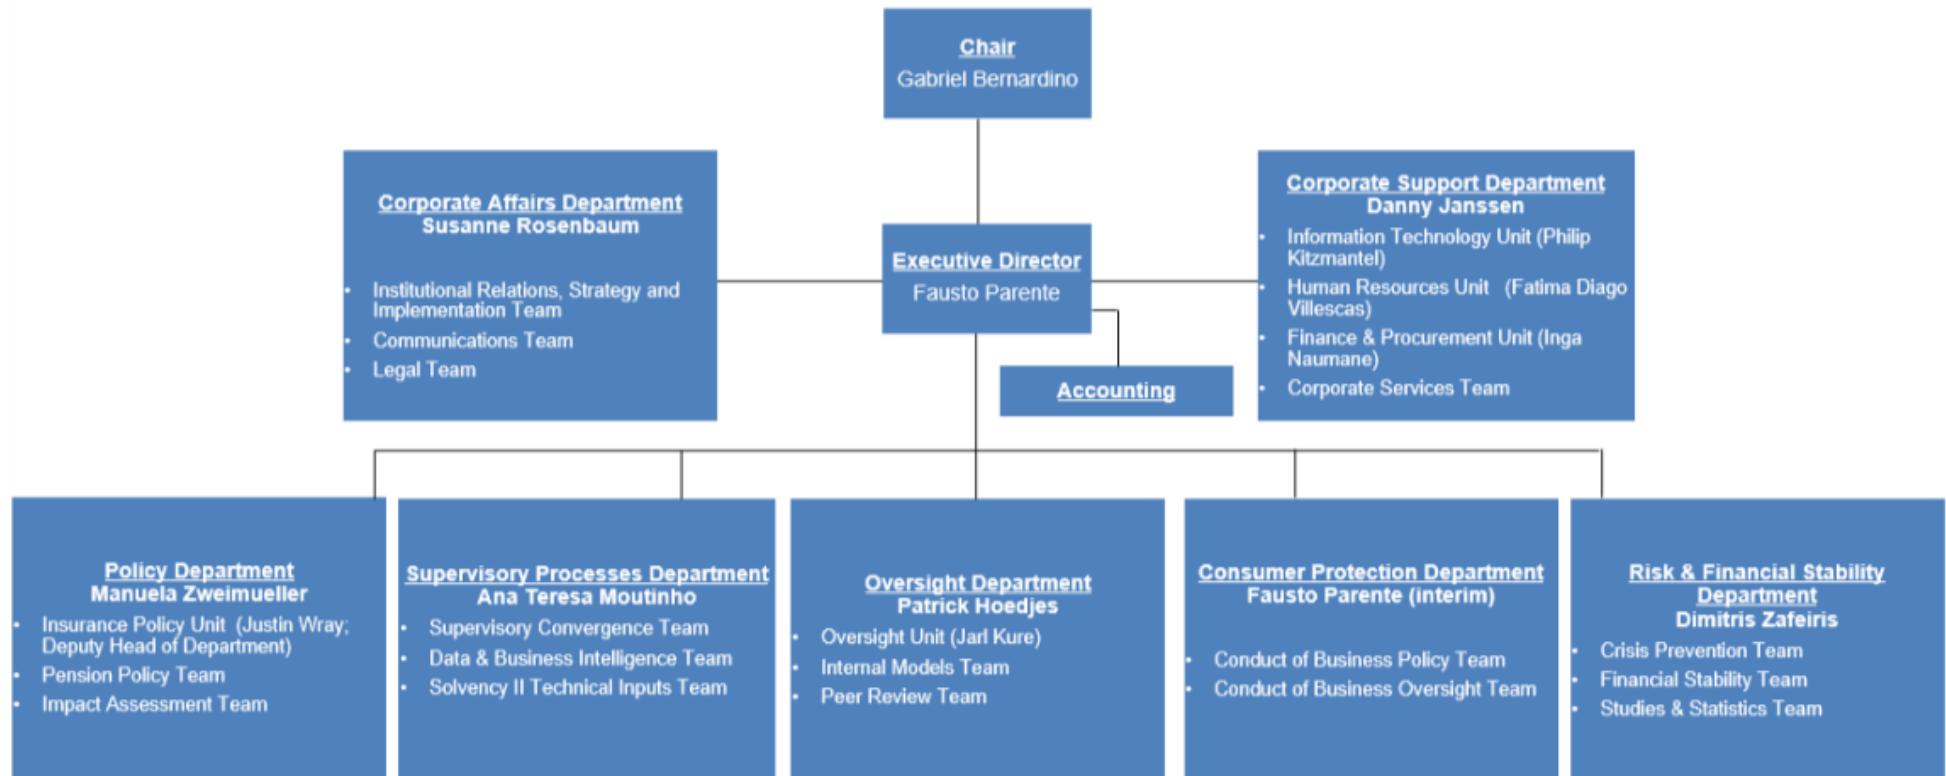 Chair
Gabriel Bernardino
Corporate Affairs Department
Susanne Rosenbaum
• Institutional Relations, Strategy and
Implementation Team
• Communications Team
• Legal Team
Executive Director
Fausto Parente
Corporate Support Department
Danny Janssen
• Information Technology Unit (Philip
Kitzmantel)
• Human Resources Unit (Fatima Diago
Villescas)
• Finance & Procurement Unit (Inga
Naumane)
• Corporate Services Team
Accounting
Policy Department
Manuela Zweimueller
• Insurance Policy Unit (Justin Wray;
Deputy Head of Department)
• Pension Policy Team
• Impact Assessment Team
Supervisory Processes Department
Ana Teresa Moutinho
• Supervisory Convergence Team
• Data & Business Intelligence Team
• Solvency II Technical Inputs Team
Oversight Department
Patrick Hoedjes
• Oversight Unit (Jarl Kure)
• Internal Models Team
• Peer Review Team
Consumer Protection Department
Fausto Parente (interim)
• Conduct of Business Policy Team
• Conduct of Business Oversight Team
Risk & Financial Stability
Department
Dimitris Zafeiris
• Crisis Prevention Team
• Financial Stability Team
• Studies & Statistics Team